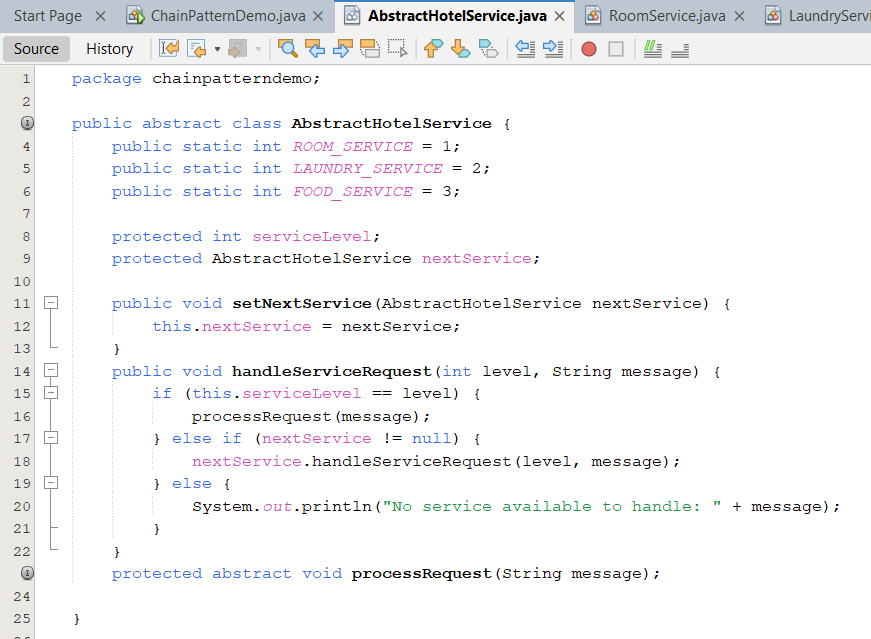 Start Page ChainPatternDemo.java AbstractHotelService.java RoomService.java LaundryServi
Source History
1 package chainpatterndemo;
2
public abstract class AbstractHotelService {
4 public static int ROOM_SERVICE = 1;
5 public static int LAUNDRY_SERVICE = 2;
6 public static int FOOD_SERVICE = 3;
7
8 protected int serviceLevel;
9 protected AbstractHotelService nextService;
10
11 public void setNextService(AbstractHotelService nextService) {
12 this.nextService = nextService;
13 }
14 public void handleServiceRequest(int level, String message) {
15 if (this.serviceLevel == level) {
16 processRequest(message);
17 } else if (nextService != null) {
18 nextService.handleServiceRequest(level, message);
19 } else {
20 System.out.println("No service available to handle: " + message);
21 }
22 }
protected abstract void processRequest(String message);
24
25 }